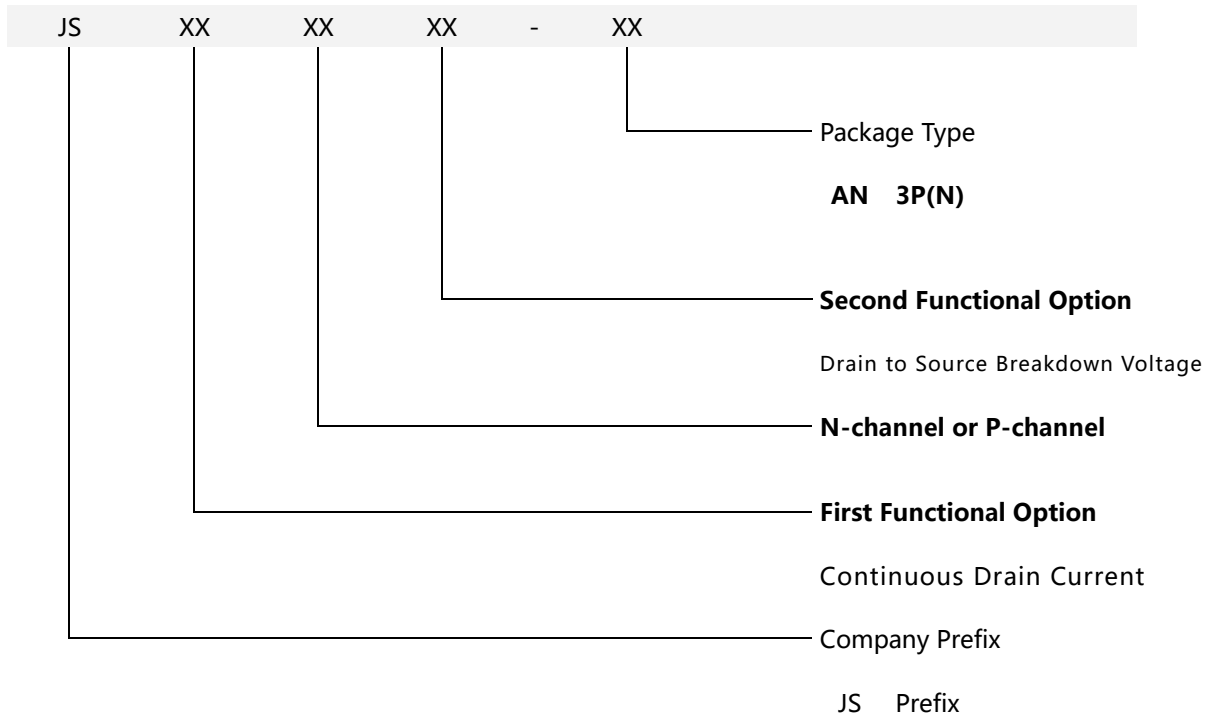 JS XX XX XX - XX
Package Type
AN 3P(N)
Second Functional Option
Drain to Source Breakdown Voltage
N-channel or P-channel
First Functional Option
Continuous Drain Current
Company Prefix
JS Prefix